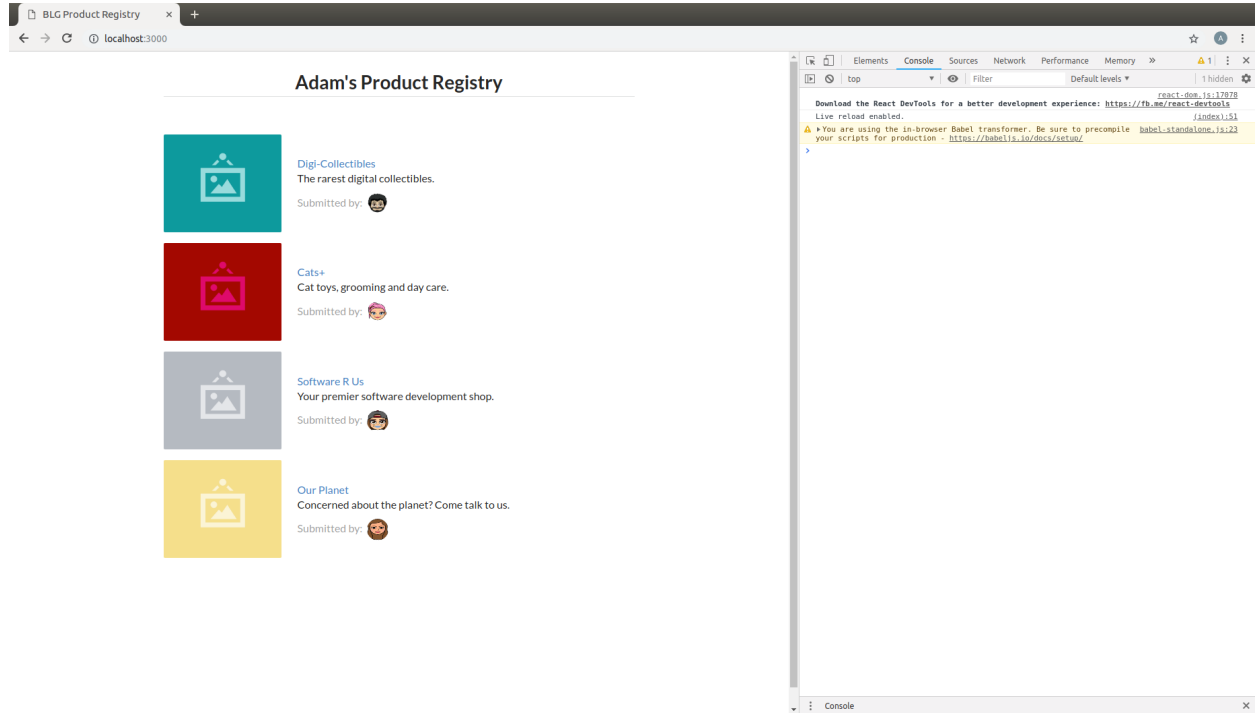 BLG Product Registry
localhost:3000
A
Adam's Product Registry
Digi-Collectibles
The rarest digital collectibles.
Submitted by:
Cats+
Cat toys, grooming and day care.
Submitted by:
Software R Us
Your premier software development shop.
Submitted by:
Our Planet
Concerned about the planet? Come talk to us.
Submitted by:
Elements Console Sources Network Performance Memory » 1
top Filter Default levels ▼ 1 hidden
react-dom.js:17078
Download the React DevTools for a better development experience: https://fb.me/react-devtools
Live reload enabled. (index):51
You are using the in-browser Babel transformer. Be sure to precompile babel-standalone.js:23
your scripts for production - https://babeljs.io/docs/setup/
Console